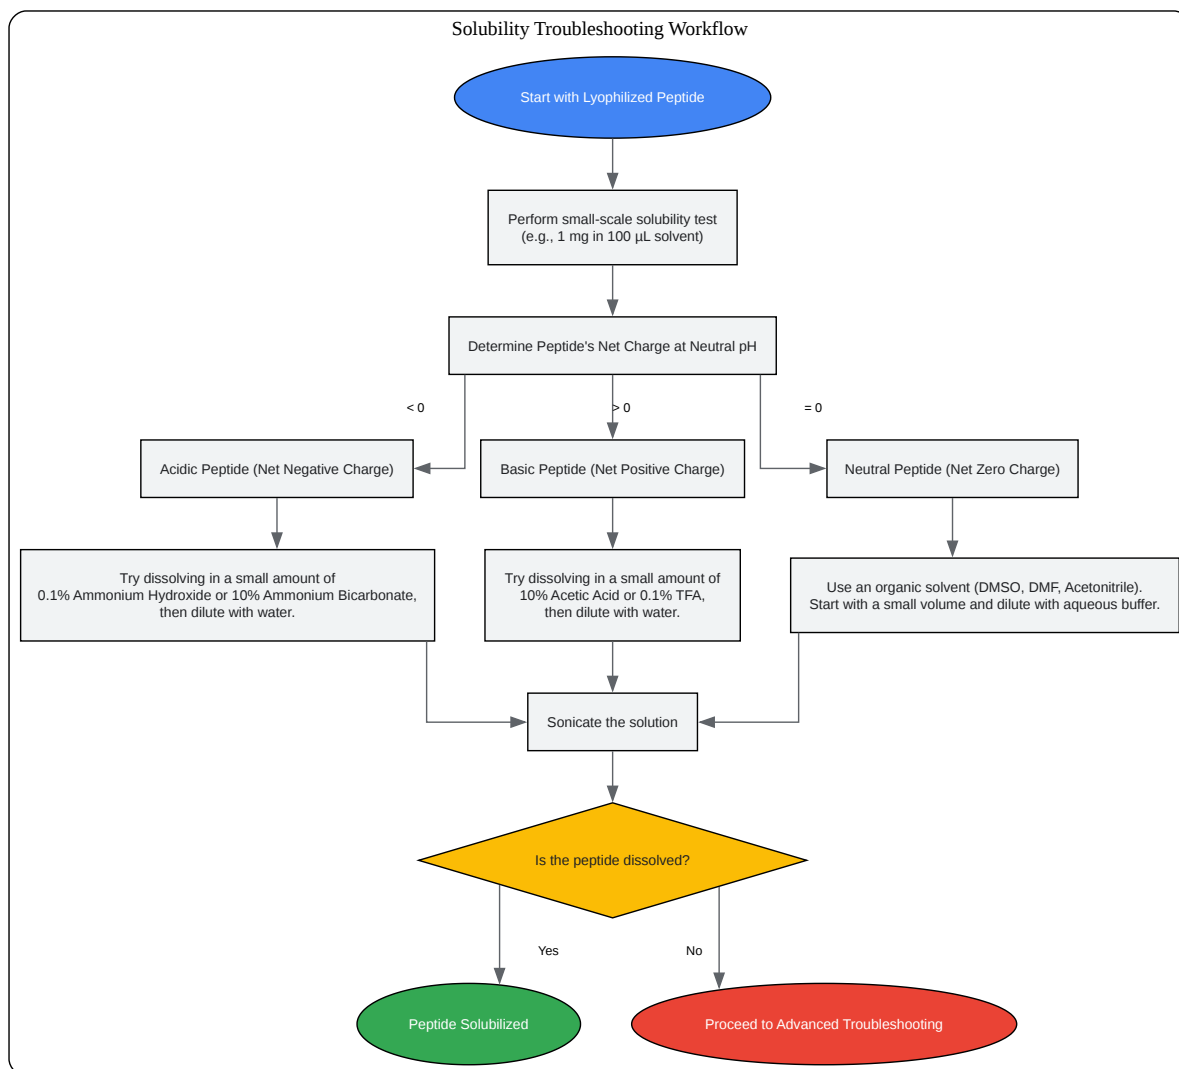 Solubility Troubleshooting Workflow
Start with Lyophilized Peptide
Perform small-scale solubility test
(e.g., 1 mg in 100 µL solvent)
Determine Peptide's Net Charge at Neutral pH
< 0
> 0
= 0
Acidic Peptide (Net Negative Charge)
Basic Peptide (Net Positive Charge)
Neutral Peptide (Net Zero Charge)
Try dissolving in a small amount of
0.1% Ammonium Hydroxide or 10% Ammonium Bicarbonate,
then dilute with water.
Try dissolving in a small amount of
10% Acetic Acid or 0.1% TFA,
then dilute with water.
Use an organic solvent (DMSO, DMF, Acetonitrile).
Start with a small volume and dilute with aqueous buffer.
Sonicate the solution
Is the peptide dissolved?
Yes
No
Peptide Solubilized
Proceed to Advanced Troubleshooting